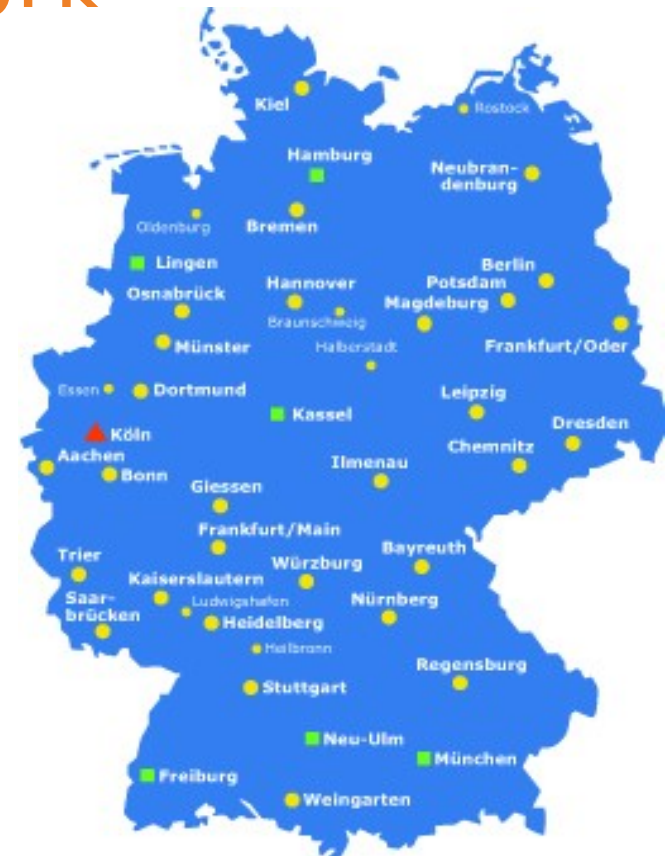 Kiel
Rostock
Hamburg
Neubran-
denburg
Oldenburg
Bremen
Lingen
Berlin
Hannover
Potsdam
Osnabrück
Magdeburg
Braunschweig
Münster
Halberstadt
Frankfurt/Oder
Essen
Dortmund
Leipzig
Kassel
Dresden
Köln
Chemnitz
Aachen
Ilmenau
Bonn
Giessen
Frankfurt/Main
Bayreuth
Trier
Würzburg
Kaiserslautern
Saar-
brücken
Ludwigshafen
Nürnberg
Heidelberg
Heilbronn
Regensburg
Stuttgart
Neu-Ulm
München
Freiburg
Weingarten